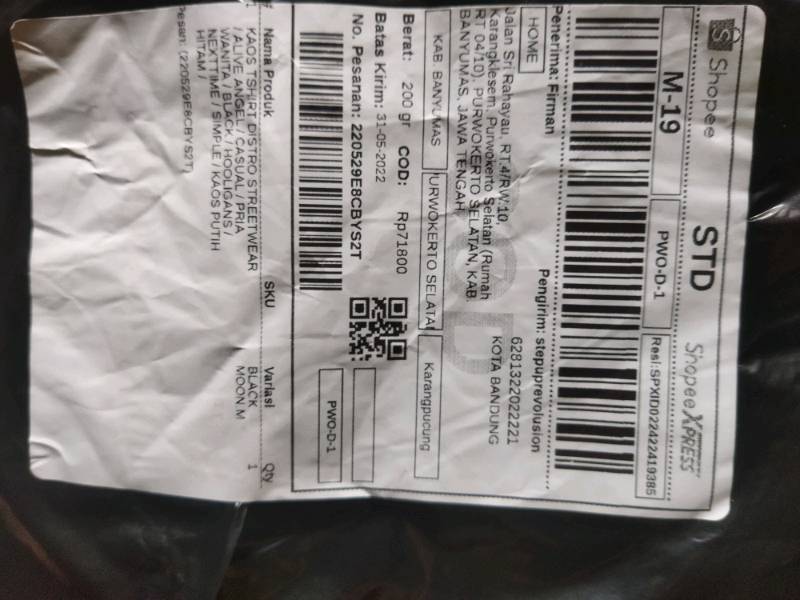 Shopee
STD
Shopee XPRESS
M-19
PWO-D-1
Resi:SPXID022422419385
Penerima: Firman
HOME
Pengirim: stepuprevolusion
Jalan Sri Rahayau, RT.4/RW.10,
Karangklesem, Purwokerto Selatan (Rumah
RT 04/10), PURWOKERTO SELATAN, KAB.
BANYUMAS, JAWA TENGAH,
6281322022221
KOTA BANDUNG
KAB. BANYUMAS
URWOKERTO SELATA
Karangpucung
Berat: 200 gr
COD: Rp71800
Batas Kirim: 31-05-2022
No. Pesanan: 220529E8CBYS2T
PWO-D-1
# Nama Produk SKU Variasi Qty
KAOS TSHIRT DISTRO STREETWEAR
/ ALIVE ANGEL / CASUAL / PRIA
WANITA / BLACK / HOOLIGANS /
NEXTTIME / SIMPLE / KAOS PUTIH
HITAM /
BLACK
MOON,M
1
Pesan: (220529E8CBYS2T)